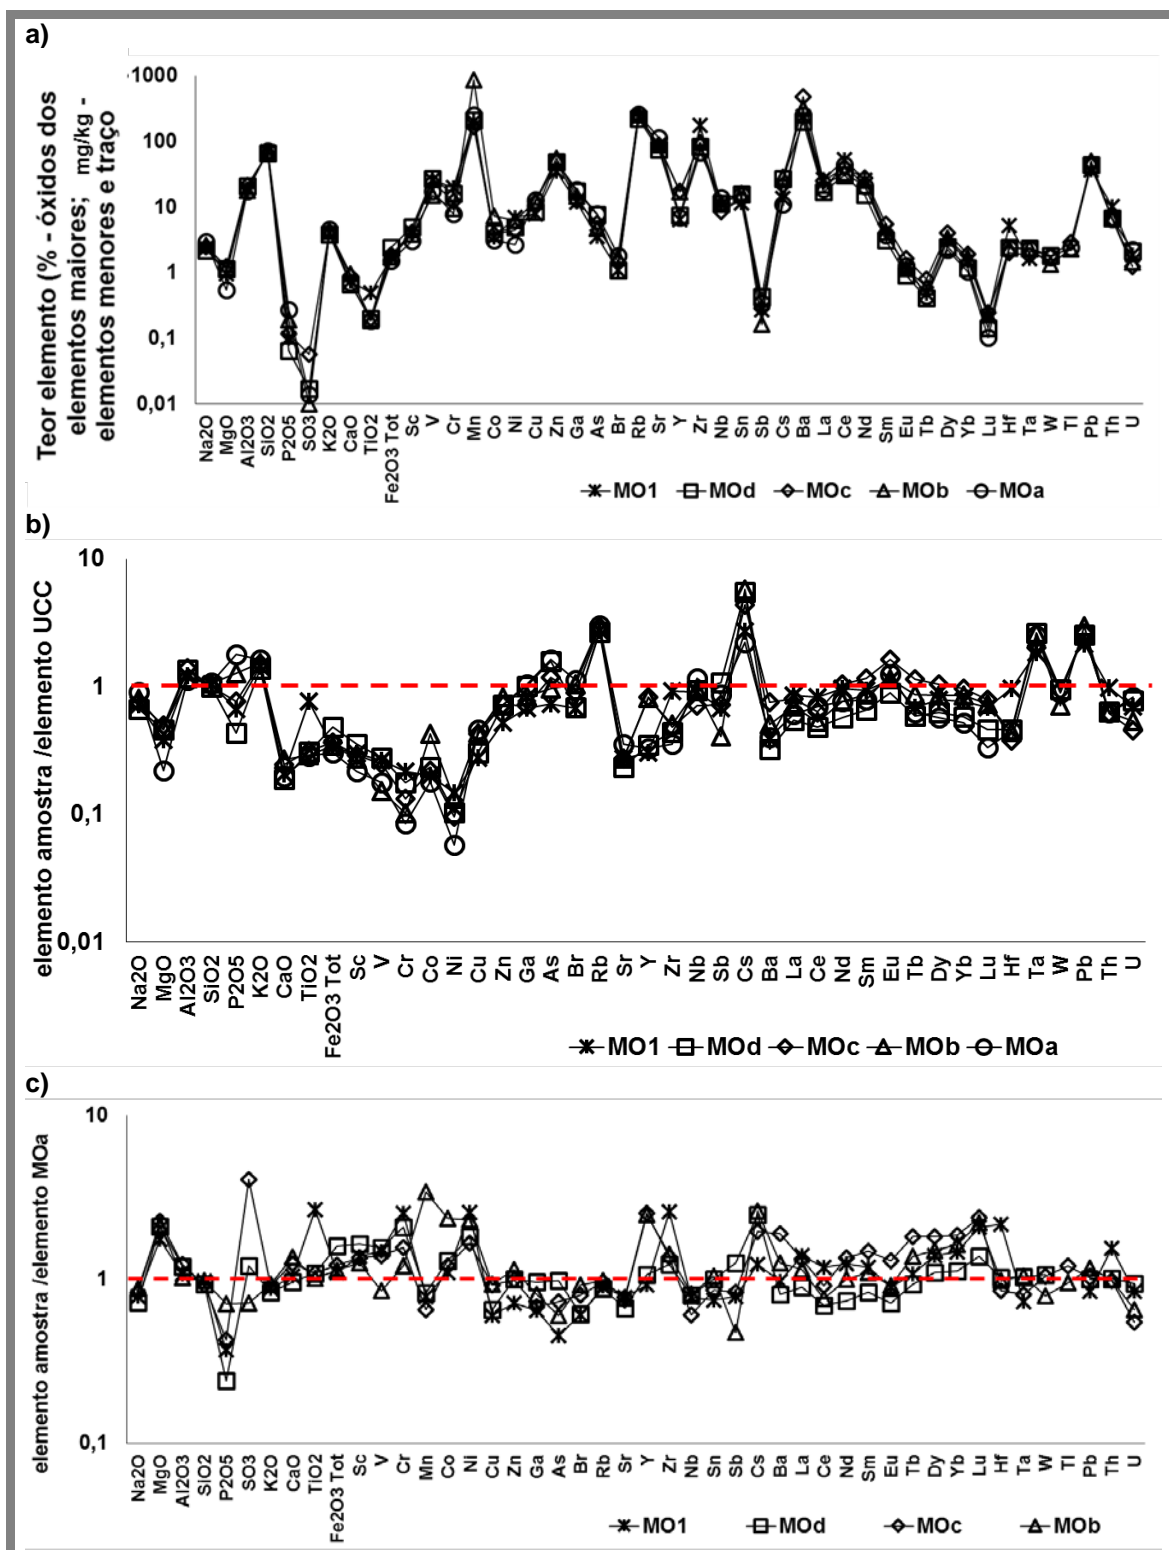 a)
Teor elemento (% - óxidos dos
elementos maiores; mg/kg -
elementos menores e traço
1000
100
10
1
0,1
0,01
Na2O MgO Al2O3 SiO2 P2O5 SO3 K2O CaO TiO2 Fe2O3 Tot Sc V Cr Mn Co Ni Cu Zn Ga As Br Rb Sr Y Zr Nb Sn Sb Cs Ba La Ce Nd Sm Eu Tb Dy Yb Lu Hf Ta W Tl Pb Th U
MO1 MOd MOc MOb MOa
b)
elemento amostra /elemento UCC
10
1
0,1
0,01
Na2O MgO Al2O3 SiO2 P2O5 K2O CaO TiO2 Fe2O3 Tot Sc V Cr Co Ni Cu Zn Ga As Br Rb Sr Y Zr Nb Sb Cs Ba La Ce Nd Sm Eu Tb Dy Yb Lu Hf Ta W Pb Th U
MO1 MOd MOc MOb MOa
c)
elemento amostra /elemento MOa
10
1
0,1
Na2O MgO Al2O3 SiO2 P2O5 SO3 K2O CaO TiO2 Fe2O3 Tot Sc V Cr Mn Co Ni Cu Zn Ga As Br Rb Sr Y Zr Nb Sn Sb Cs Ba La Ce Nd Sm Eu Tb Dy Yb Lu Hf Ta W Tl Pb Th U
MO1 MOd MOc MOb